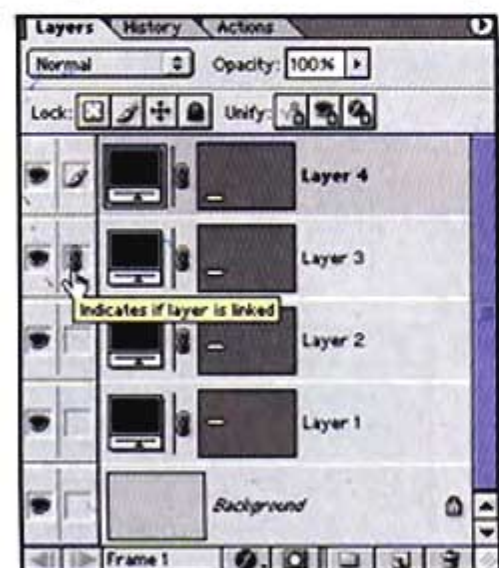 Layers History Actions
Normal Opacity: 100%
Lock: Unify:
Layer 4
Layer 3
Indicates if layer is linked
Layer 2
Layer 1
Background
Frame 1